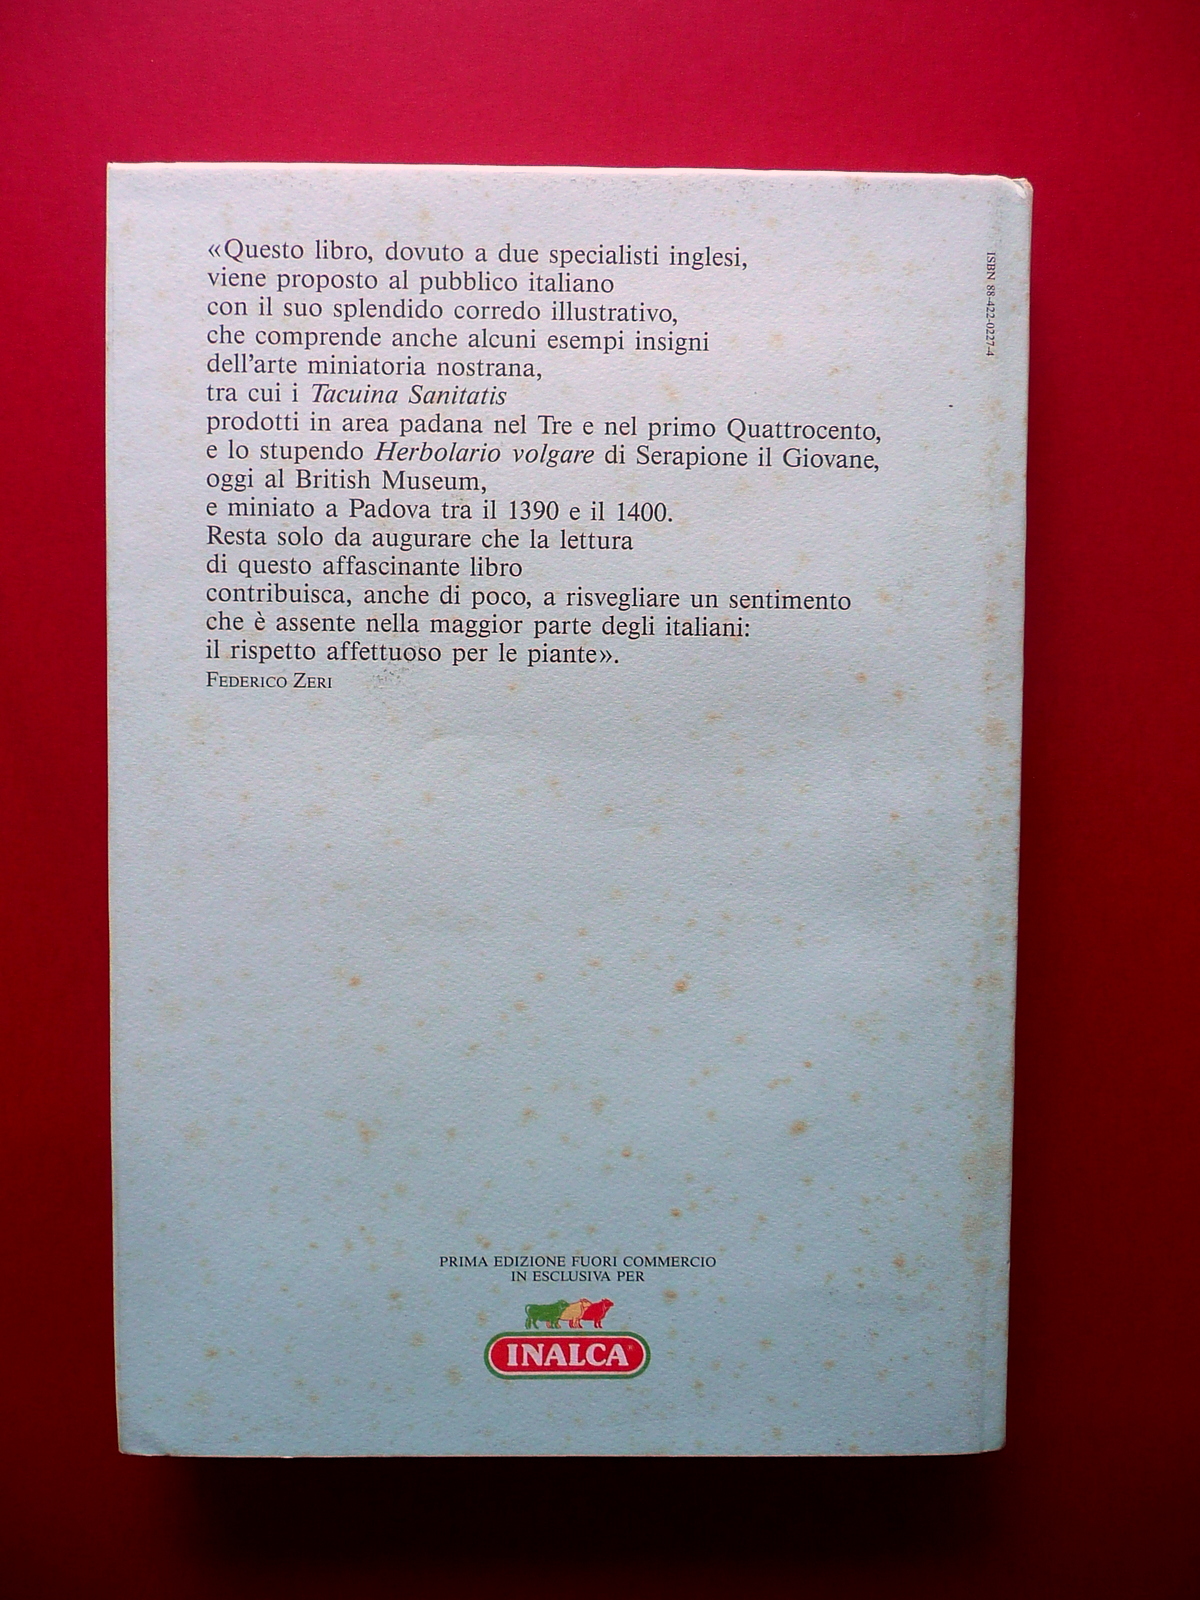 «Questo libro, dovuto a due specialisti inglesi,
viene proposto al pubblico italiano
con il suo splendido corredo illustrativo,
che comprende anche alcuni esempi insigni
dell'arte miniatoria nostrana,
tra cui i Tacuina Sanitatis
prodotti in area padana nel Tre e nel primo Quattrocento,
e lo stupendo Herbolario volgare di Serapione il Giovane,
oggi al British Museum,
e miniato a Padova tra il 1390 e il 1400.
Resta solo da augurare che la lettura
di questo affascinante libro
contribuisca, anche di poco, a risvegliare un sentimento
che è assente nella maggior parte degli italiani:
il rispetto affettuoso per le piante».
FEDERICO ZERI
ISBN 88-422-0227-4
PRIMA EDIZIONE FUORI COMMERCIO
IN ESCLUSIVA PER
INALCA